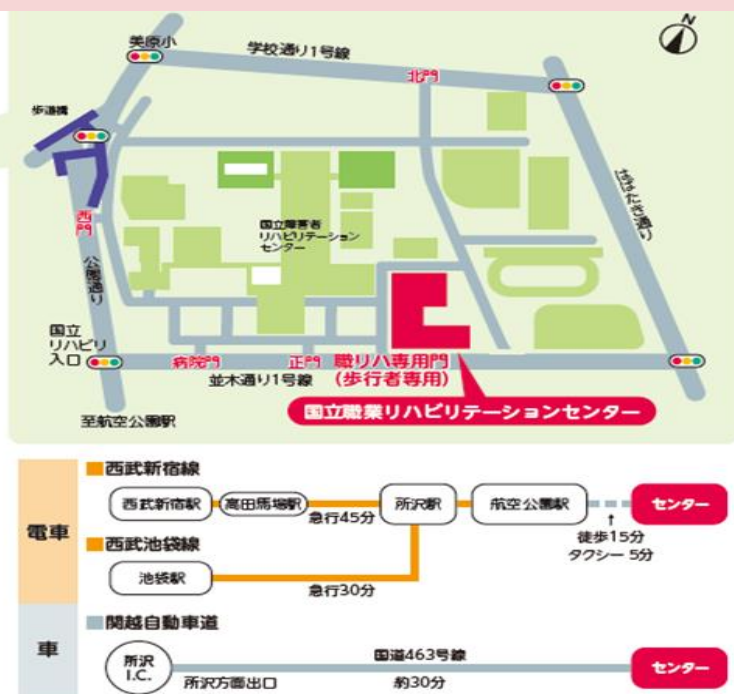 N
美原小
学校通り1号線
北門
歩道橋
けやき通り
西門
国立障害者
リハビリテーション
センター
公園通り
国立
リハビリ
入口
病院門
正門
職リハ専用門
(歩行者専用)
並木通り1号線
国立職業リハビリテーションセンター
至航空公園駅
電車
西武新宿線
西武新宿駅
高田馬場駅
急行45分
所沢駅
航空公園駅
センター
徒歩15分
タクシー 5分
西武池袋線
池袋駅
急行30分
車
関越自動車道
所沢
I.C.
所沢方面出口
国道463号線
約30分
センター